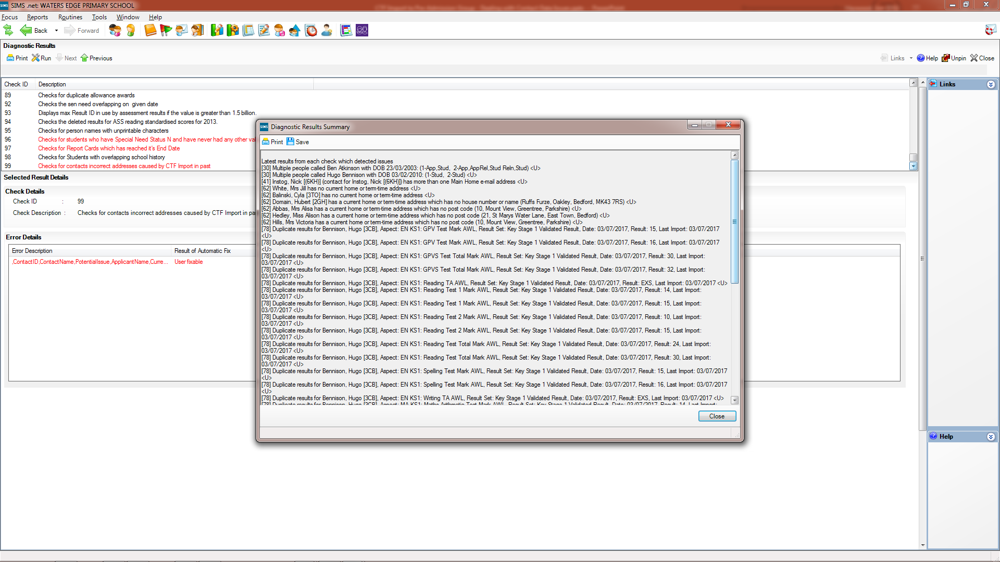 SIMS .net: WATERS EDGE PRIMARY SCHOOL
Focus Reports Routines Tools Window Help
Back Forward
Diagnostic Results
Print Run Next Previous Links Help Unpin Close
Check ID Description
89 Checks for duplicate allowance awards
92 Checks the sen need overlapping on given date
93 Displays max Result ID in use by assessment results if the value is greater than 1.5 billion.
94 Checks the deleted results for ASS reading standardised scores for 2013.
95 Checks for person names with unprintable characters
96 Checks for students who have Special Need Status N and have never had any other
97 Checks for Report Cards which has reached it's End Date
98 Checks for Students with overlapping school history
99 Checks for contacts incorrect addresses caused by CTF Import in past
Selected Result Details
Check Details
Check ID : 99
Check Description : Checks for contacts incorrect addresses caused by CTF Import in
Error Details
Error Description Result of Automatic Fix
,ContactID,ContactName,PotentialIssue,ApplicantName,Curre... User fixable
SIMS Diagnostic Results Summary
Print Save
Latest results from each check which detected issues
[30] Multiple people called Ben Atkinson with DOB 23/03/2003: (1-App,Stud, 2-App,AppRel,Stud Reln,Stud) <U>
[30] Multiple people called Hugo Bennison with DOB 03/02/2010: (1-Stud, 2-Stud) <U>
[41] Instog, Nick [(6KH)] (contact for Instog, Nick [(6KH)]) has more than one Main Home e-mail address <U>
[62] White, Mrs Jill has no current home or term-time address <U>
[62] Balinski, Cyla [3TO] has no current home or term-time address <U>
[62] Domain, Hubert [2GH] has a current home or term-time address which has no house number or name (Ruffs Furze, Oakley, Bedford, MK43 7RS) <U>
[62] Abbas, Mrs Alisa has a current home or term-time address which has no post code (10, Mount View, Greentree, Parkshire) <U>
[62] Hedley, Miss Alison has a current home or term-time address which has no post code (21, St Marys Water Lane, East Town, Bedford) <U>
[62] Hills, Mrs Victoria has a current home or term-time address which has no post code (10, Mount View, Greentree, Parkshire) <U>
[78] Duplicate results for Bennison, Hugo [3CB], Aspect: EN KS1: GPV Test Mark AWL, Result Set: Key Stage 1 Validated Result, Date: 03/07/2017, Result: 15, Last Import: 03/07/2017
<U>
[78] Duplicate results for Bennison, Hugo [3CB], Aspect: EN KS1: GPV Test Mark AWL, Result Set: Key Stage 1 Validated Result, Date: 03/07/2017, Result: 16, Last Import: 03/07/2017
<U>
[78] Duplicate results for Bennison, Hugo [3CB], Aspect: EN KS1: GPVS Test Total Mark AWL, Result Set: Key Stage 1 Validated Result, Date: 03/07/2017, Result: 30, Last Import:
03/07/2017 <U>
[78] Duplicate results for Bennison, Hugo [3CB], Aspect: EN KS1: GPVS Test Total Mark AWL, Result Set: Key Stage 1 Validated Result, Date: 03/07/2017, Result: 32, Last Import:
03/07/2017 <U>
[78] Duplicate results for Bennison, Hugo [3CB], Aspect: EN KS1: Reading TA AWL, Result Set: Key Stage 1 Validated Result, Date: 03/07/2017, Result: EXS, Last Import: 03/07/2017 <U>
[78] Duplicate results for Bennison, Hugo [3CB], Aspect: EN KS1: Reading Test 1 Mark AWL, Result Set: Key Stage 1 Validated Result, Date: 03/07/2017, Result: 14, Last Import:
03/07/2017 <U>
[78] Duplicate results for Bennison, Hugo [3CB], Aspect: EN KS1: Reading Test 1 Mark AWL, Result Set: Key Stage 1 Validated Result, Date: 03/07/2017, Result: 15, Last Import:
03/07/2017 <U>
[78] Duplicate results for Bennison, Hugo [3CB], Aspect: EN KS1: Reading Test 2 Mark AWL, Result Set: Key Stage 1 Validated Result, Date: 03/07/2017, Result: 10, Last Import:
03/07/2017 <U>
[78] Duplicate results for Bennison, Hugo [3CB], Aspect: EN KS1: Reading Test 2 Mark AWL, Result Set: Key Stage 1 Validated Result, Date: 03/07/2017, Result: 15, Last Import:
03/07/2017 <U>
[78] Duplicate results for Bennison, Hugo [3CB], Aspect: EN KS1: Reading Test Total Mark AWL, Result Set: Key Stage 1 Validated Result, Date: 03/07/2017, Result: 24, Last Import:
03/07/2017 <U>
[78] Duplicate results for Bennison, Hugo [3CB], Aspect: EN KS1: Reading Test Total Mark AWL, Result Set: Key Stage 1 Validated Result, Date: 03/07/2017, Result: 30, Last Import:
03/07/2017 <U>
[78] Duplicate results for Bennison, Hugo [3CB], Aspect: EN KS1: Spelling Test Mark AWL, Result Set: Key Stage 1 Validated Result, Date: 03/07/2017, Result: 15, Last Import: 03/07/2017
<U>
[78] Duplicate results for Bennison, Hugo [3CB], Aspect: EN KS1: Spelling Test Mark AWL, Result Set: Key Stage 1 Validated Result, Date: 03/07/2017, Result: 16, Last Import: 03/07/2017
<U>
[78] Duplicate results for Bennison, Hugo [3CB], Aspect: EN KS1: Writing TA AWL, Result Set: Key Stage 1 Validated Result, Date: 03/07/2017, Result: EXS, Last Import: 03/07/2017 <U>
[78] Duplicate results for Bennison, Hugo [3CB], Aspect: MA KS1: Maths Arithmetic Test Mark AWL, Result Set: Key Stage 1 Validated Result, Date: 03/07/2017, Result: 14, Last Import:
Close
Links
Help